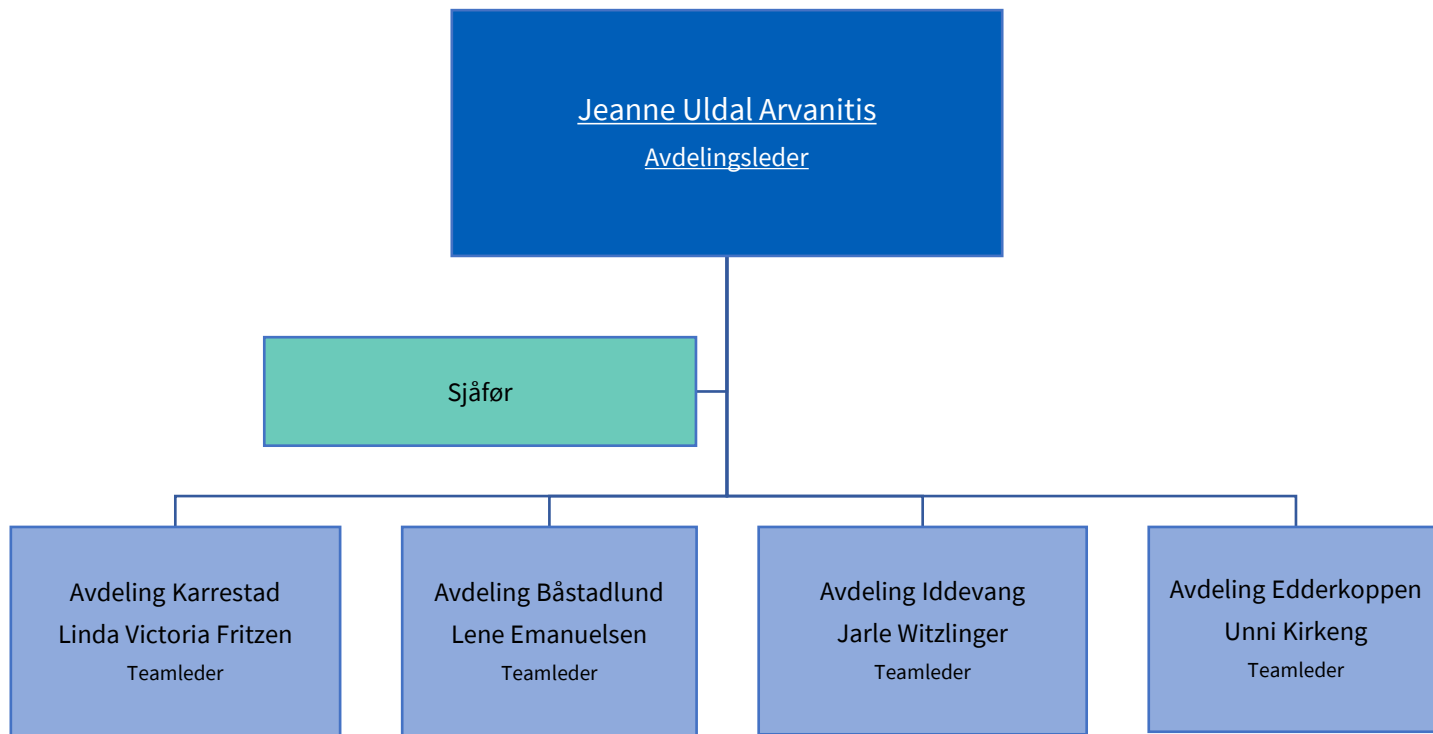 Jeanne Uldal Arvanitis
Avdelingsleder
Sjåfør
Avdeling Karrestad
Linda Victoria Fritzen
Teamleder
Avdeling Båstadlund
Lene Emanuelsen
Teamleder
Avdeling Iddevang
Jarle Witzlinger
Teamleder
Avdeling Edderkoppen
Unni Kirkeng
Teamleder